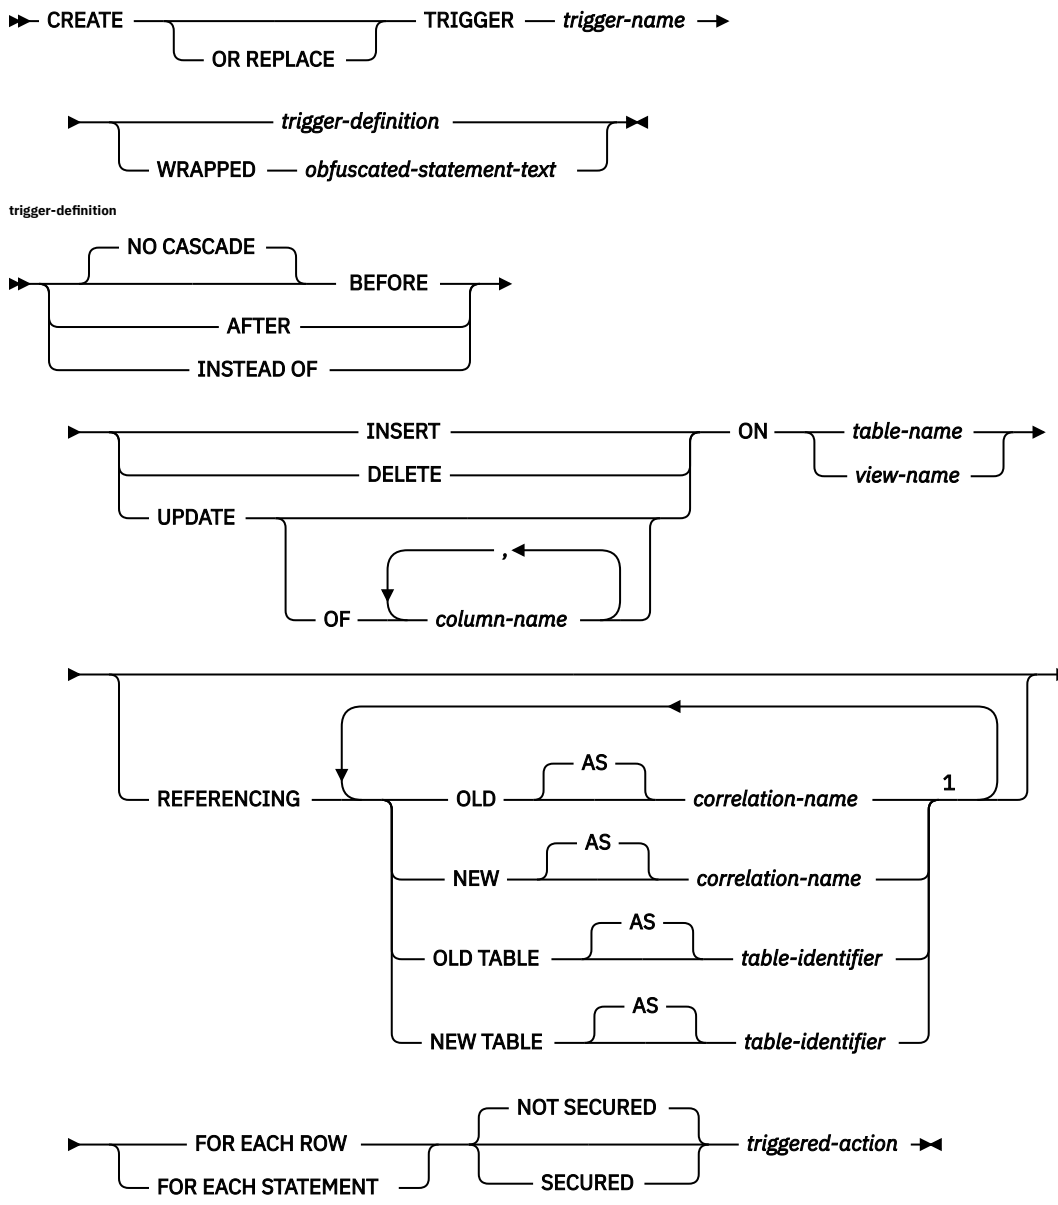 CREATE TRIGGER trigger-name
OR REPLACE
trigger-definition
WRAPPED obfuscated-statement-text
trigger-definition
NO CASCADE
BEFORE
AFTER
INSTEAD OF
INSERT ON table-name
DELETE view-name
UPDATE
,
OF column-name
AS 1
REFERENCING OLD correlation-name
AS
NEW correlation-name
AS
OLD TABLE table-identifier
AS
NEW TABLE table-identifier
NOT SECURED
FOR EACH ROW triggered-action
FOR EACH STATEMENT SECURED